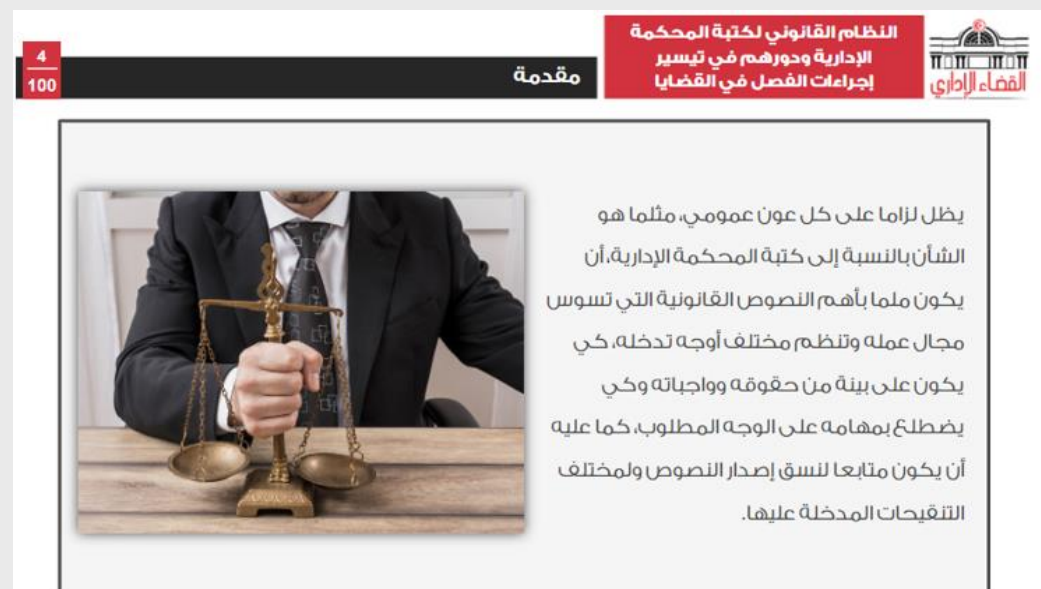 النظام القانوني لكتبة المحكمة
الإدارية ودورهم في تيسير
إجراءات الفصل في القضايا
القضاء الإداري
مقدمة
4
100
يظل لزاما على كل عون عمومي، مثلما هو
الشأن بالنسبة إلى كتبة المحكمة الإدارية، أن
يكون ملما بأهم النصوص القانونية التي تسوس
مجال عمله وتنظم مختلف أوجه تدخله، كي
يكون على بينة من حقوقه وواجباته وكي
يضطلع بمهامه على الوجه المطلوب، كما عليه
أن يكون متابعا لنسق إصدار النصوص ولمختلف
التنقيحات المدخلة عليها.